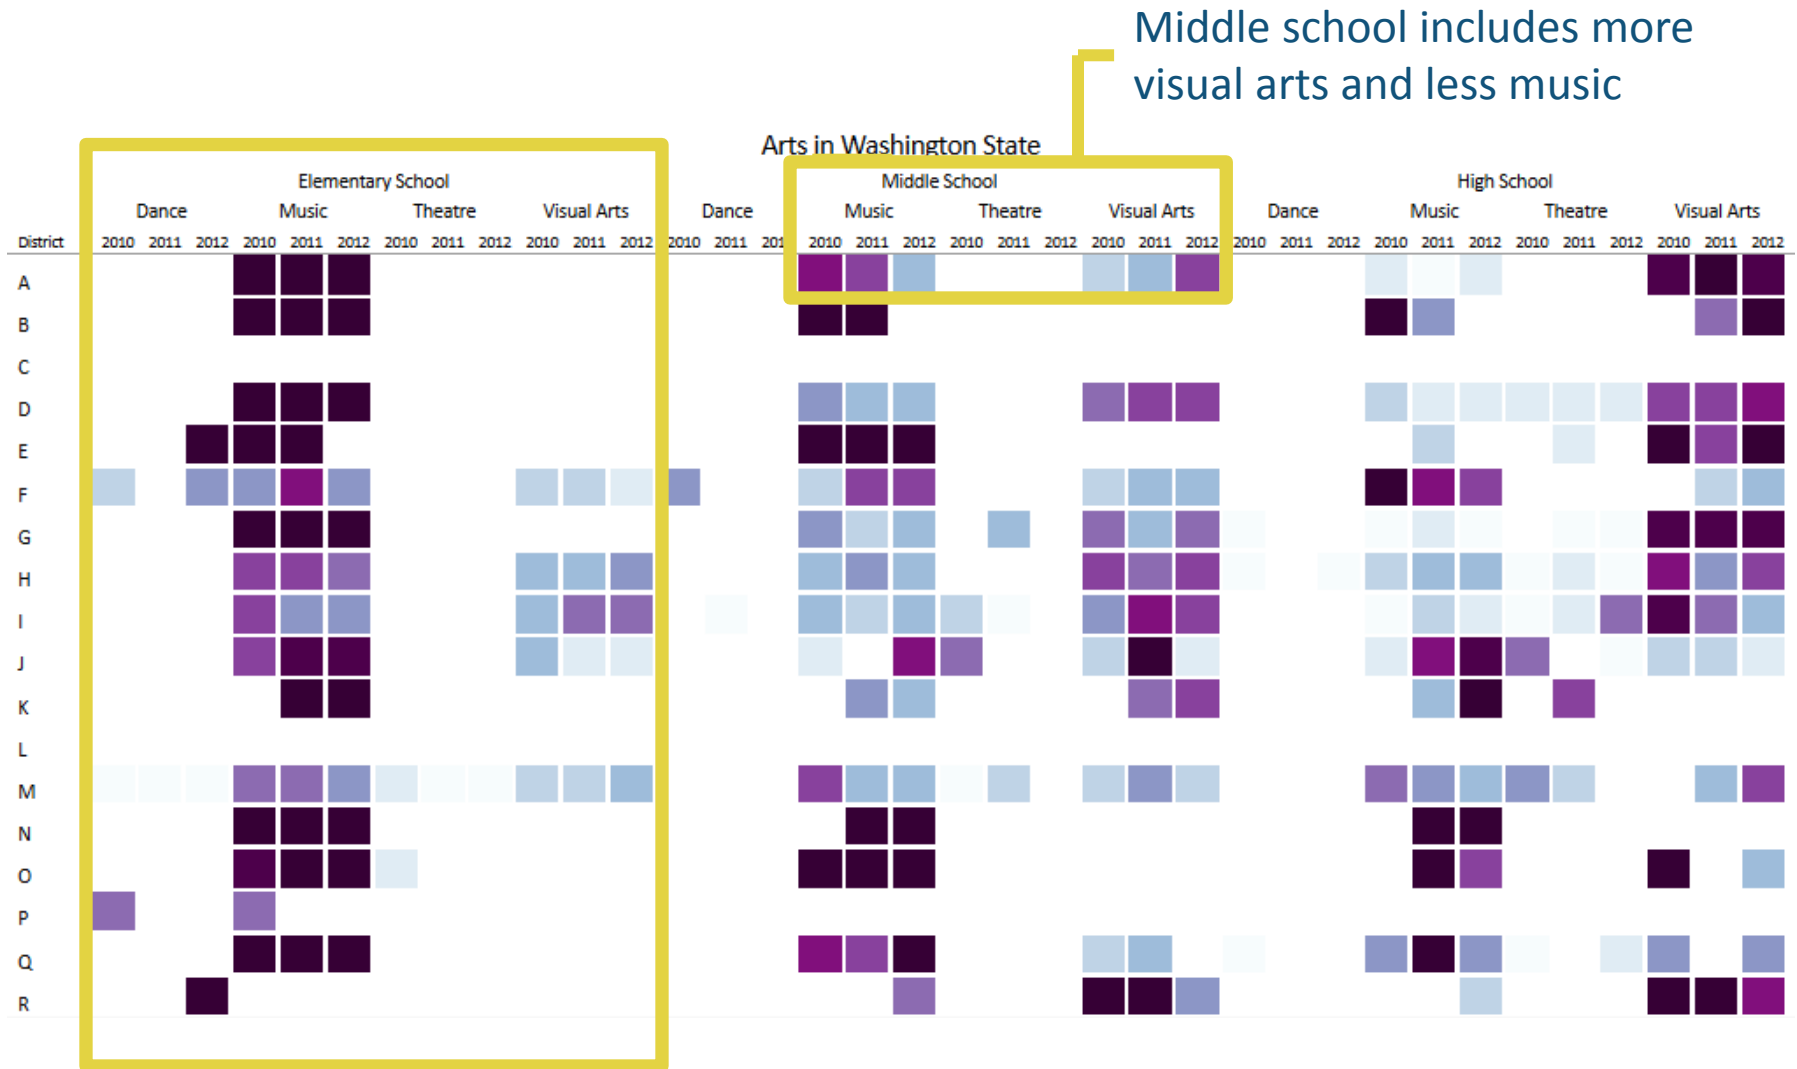 Middle school includes more
visual arts and less music
Arts in Washington State
Elementary School Middle School High School
Dance Music Theatre Visual Arts Dance Music Theatre Visual Arts Dance Music Theatre Visual Arts
District 2010 2011 2012 2010 2011 2012 2010 2011 2012 2010 2011 2012 2010 2011 201 2010 2011 2012 2010 2011 2012 2010 2011 2012 2010 2011 2012 2010 2011 2012 2010 2011 2012 2010 2011 2012
A
B
C
D
E
F
G
H
I
J
K
L
M
N
O
P
Q
R